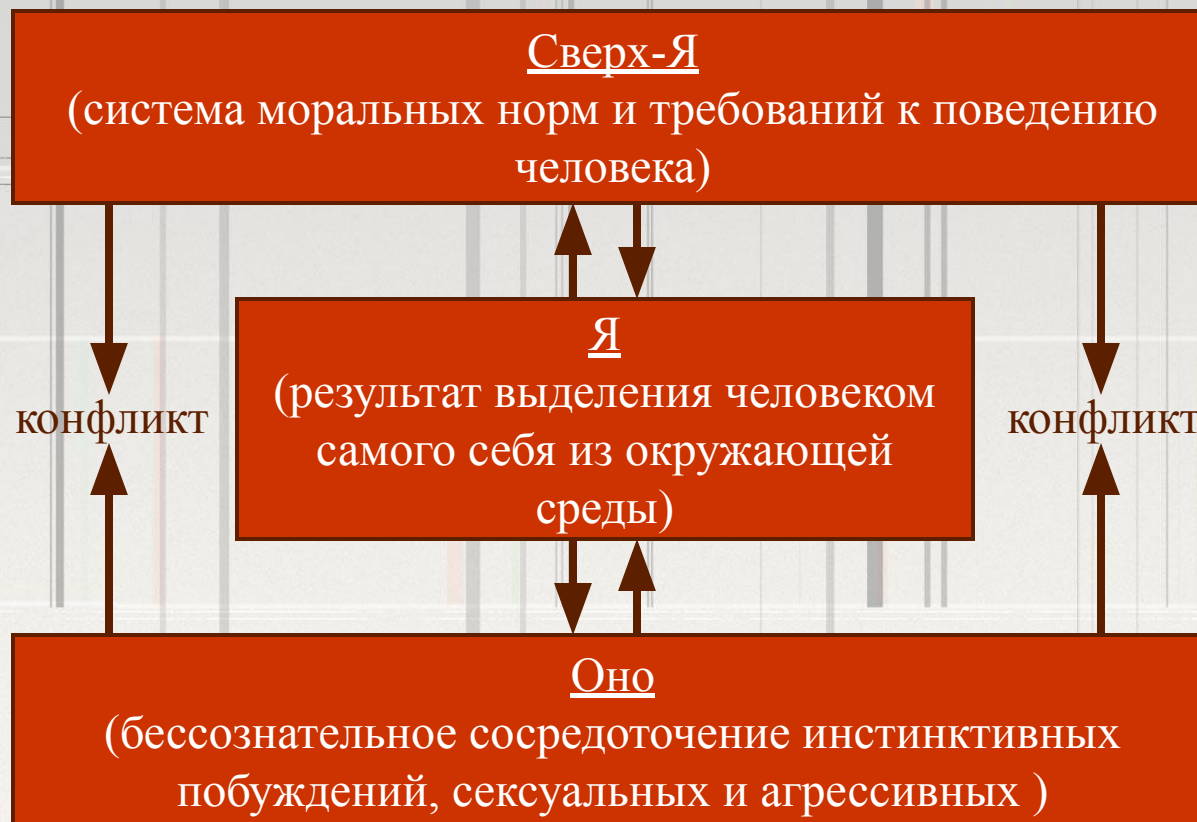 Сверх-Я
(система моральных норм и требований к поведению
человека)
Я
(результат выделения человеком
самого себя из окружающей
среды)
конфликт
конфликт
Оно
(бессознательное сосредоточение инстинктивных
побуждений, сексуальных и агрессивных )